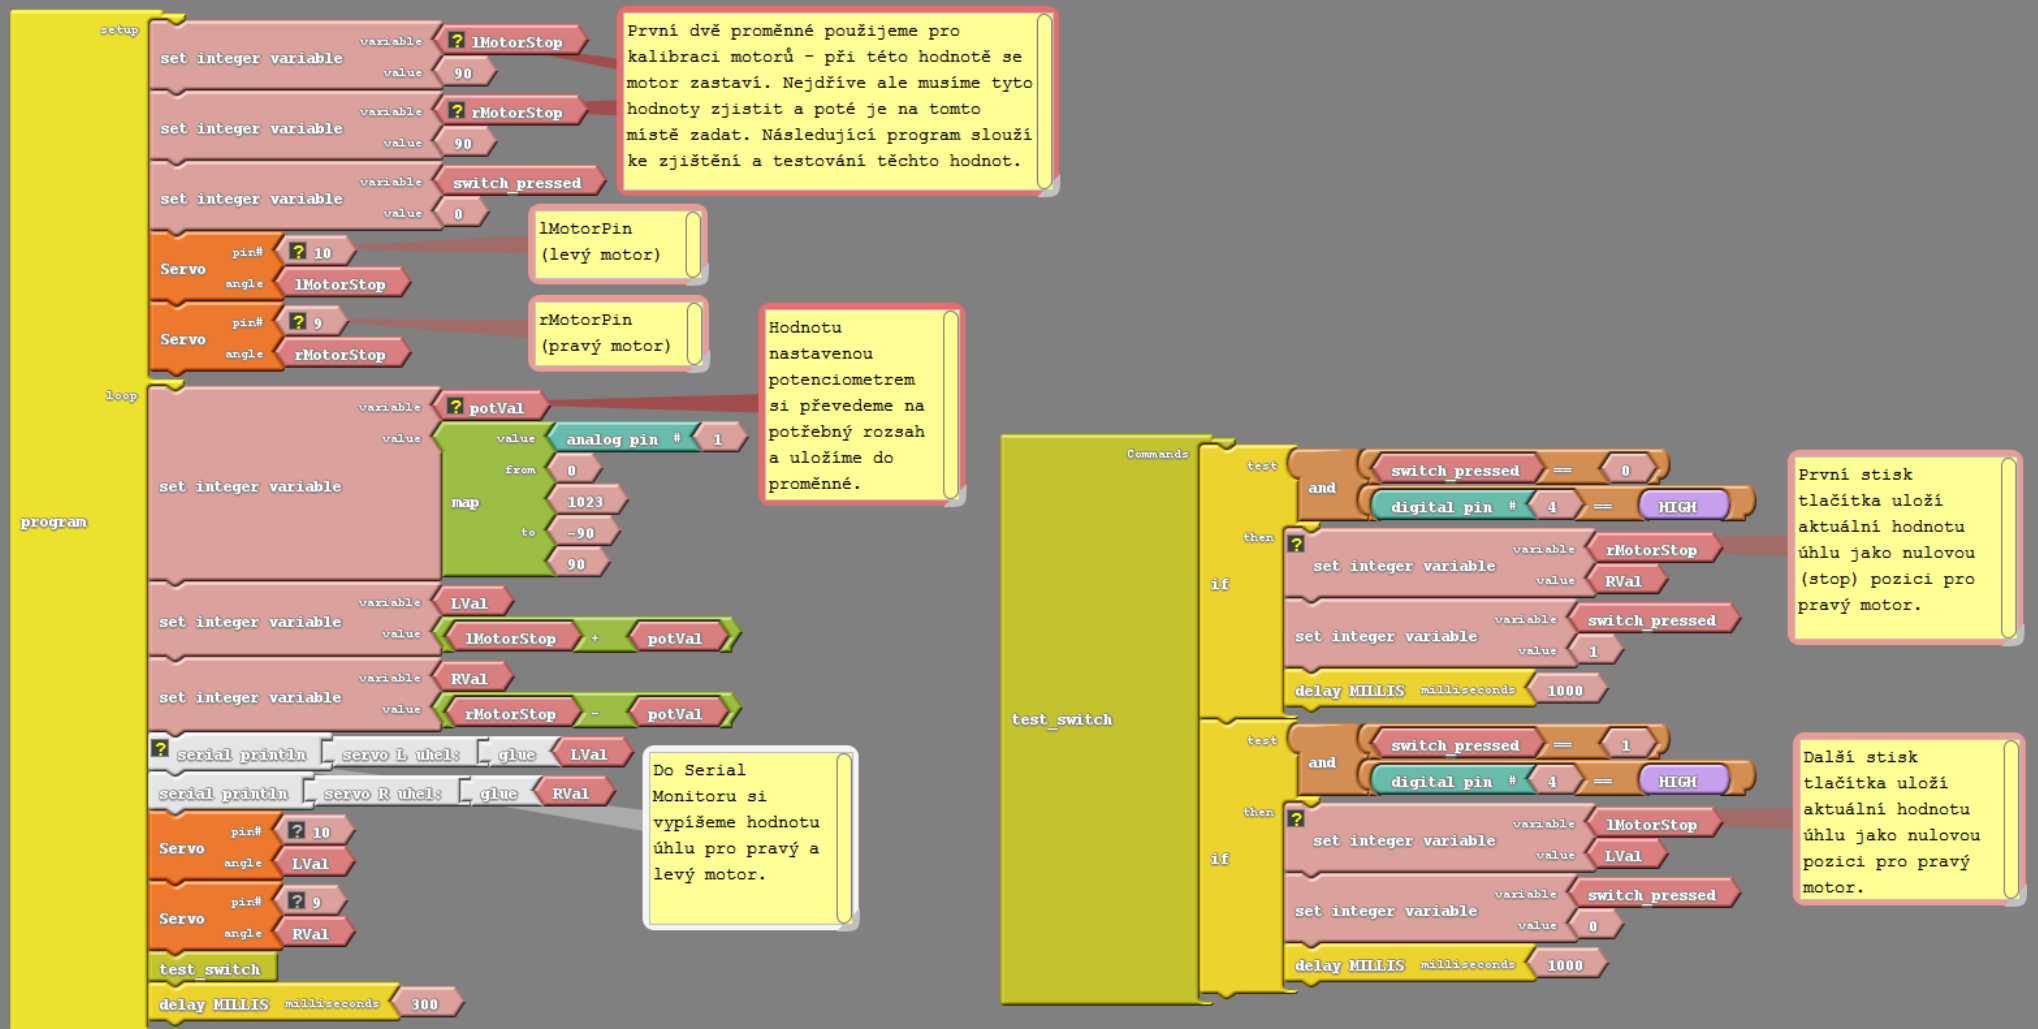 program
setup
set integer variable
variable
lMotorStop
value
90
set integer variable
variable
rMotorStop
value
90
set integer variable
variable
switch_pressed
value
0
První dvě proměnné použijeme pro
kalibraci motorů - při této hodnotě se
motor zastaví. Nejdříve ale musíme tyto
hodnoty zjistit a poté je na tomto
místě zadat. Následující program slouží
ke zjištění a testování těchto hodnot.
Servo
pin#
? 10
angle
lMotorStop
lMotorPin
(levý motor)
Servo
pin#
? 9
angle
rMotorStop
rMotorPin
(pravý motor)
loop
set integer variable
variable
? potVal
value
map
value
analog pin # 1
from
0
1023
to
-90
90
Hodnotu
nastavenou
potenciometrem
si převedeme na
potřebný rozsah
a uložíme do
proměnné.
set integer variable
variable
LVal
value
lMotorStop + potVal
set integer variable
variable
RVal
value
rMotorStop - potVal
? serial println servo L uhel: glue LVal
serial println servo R uhel: glue RVal
Do Serial
Monitoru si
vypíšeme hodnotu
úhlu pro pravý a
levý motor.
Servo
pin#
? 10
angle
LVal
Servo
pin#
? 9
angle
RVal
test_switch
delay MILLIS milliseconds 300
test_switch
Commands
if
test
and
switch_pressed == 0
digital pin # 4 == HIGH
then
?
set integer variable
variable
rMotorStop
value
RVal
set integer variable
variable
switch_pressed
value
1
delay MILLIS milliseconds 1000
První stisk
tlačítka uloží
aktuální hodnotu
úhlu jako nulovou
(stop) pozici pro
pravý motor.
if
test
and
switch_pressed == 1
digital pin # 4 == HIGH
then
?
set integer variable
variable
lMotorStop
value
LVal
set integer variable
variable
switch_pressed
value
0
delay MILLIS milliseconds 1000
Další stisk
tlačítka uloží
aktuální hodnotu
úhlu jako nulovou
pozici pro pravý
motor.